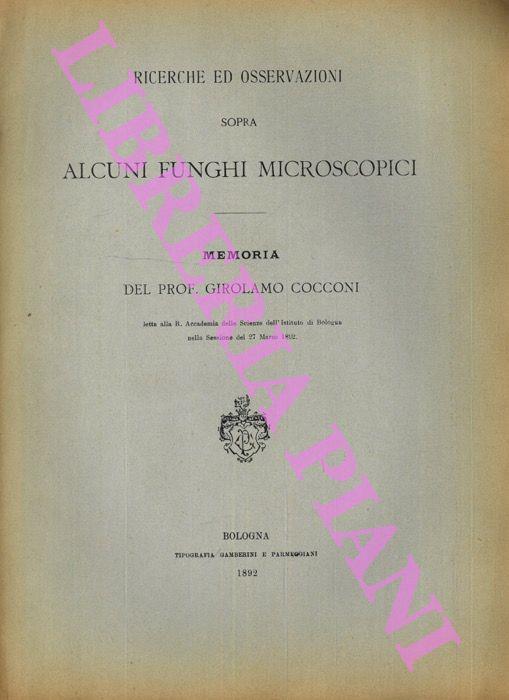 RICERCHE ED OSSERVAZIONI
SOPRA
ALCUNI FUNGHI MICROSCOPICI
MEMORIA
DEL PROF. GIROLAMO COCCONI
letta alla R. Accademia delle Scienze dell'Istituto di Bologna
nella Sessione del 27 Marzo 1892.
BOLOGNA
TIPOGRAFIA GAMBERINI E PARMEGGIANI
1892
LIBRERIA PIANI